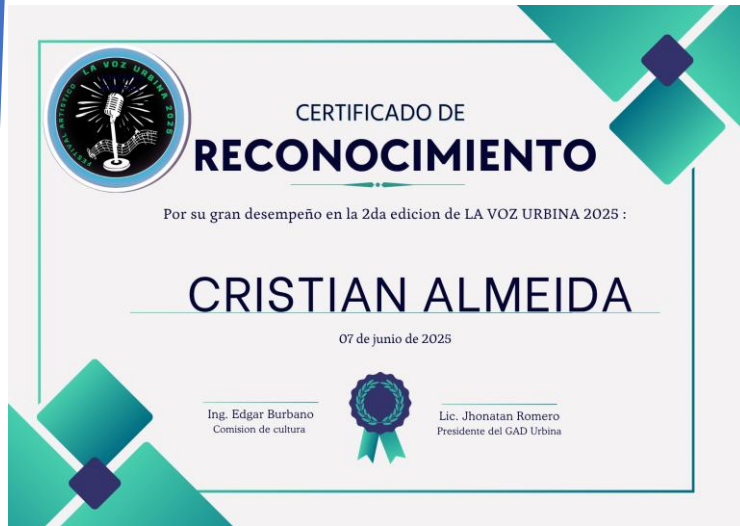 FESTIVAL ARTISTICO LA VOZ URBINA 2025
CERTIFICADO DE
RECONOCIMIENTO
Por su gran desempeño en la 2da edicion de LA VOZ URBINA 2025 :
CRISTIAN ALMEIDA
07 de junio de 2025
Ing. Edgar Burbano
Comision de cultura
Lic. Jhonatan Romero
Presidente del GAD Urbina